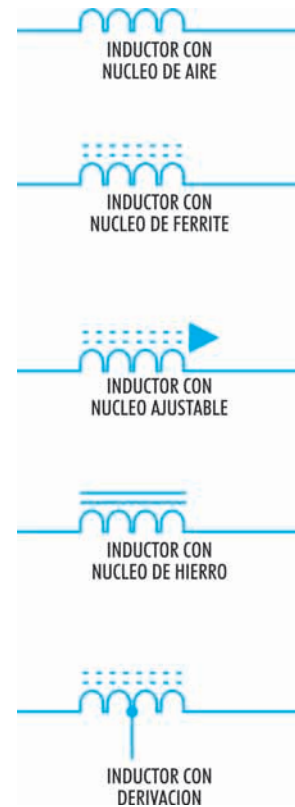 INDUCTOR CON
NUCLEO DE AIRE
INDUCTOR CON
NUCLEO DE FERRITE
INDUCTOR CON
NUCLEO AJUSTABLE
INDUCTOR CON
NUCLEO DE HIERRO
INDUCTOR CON
DERIVACION